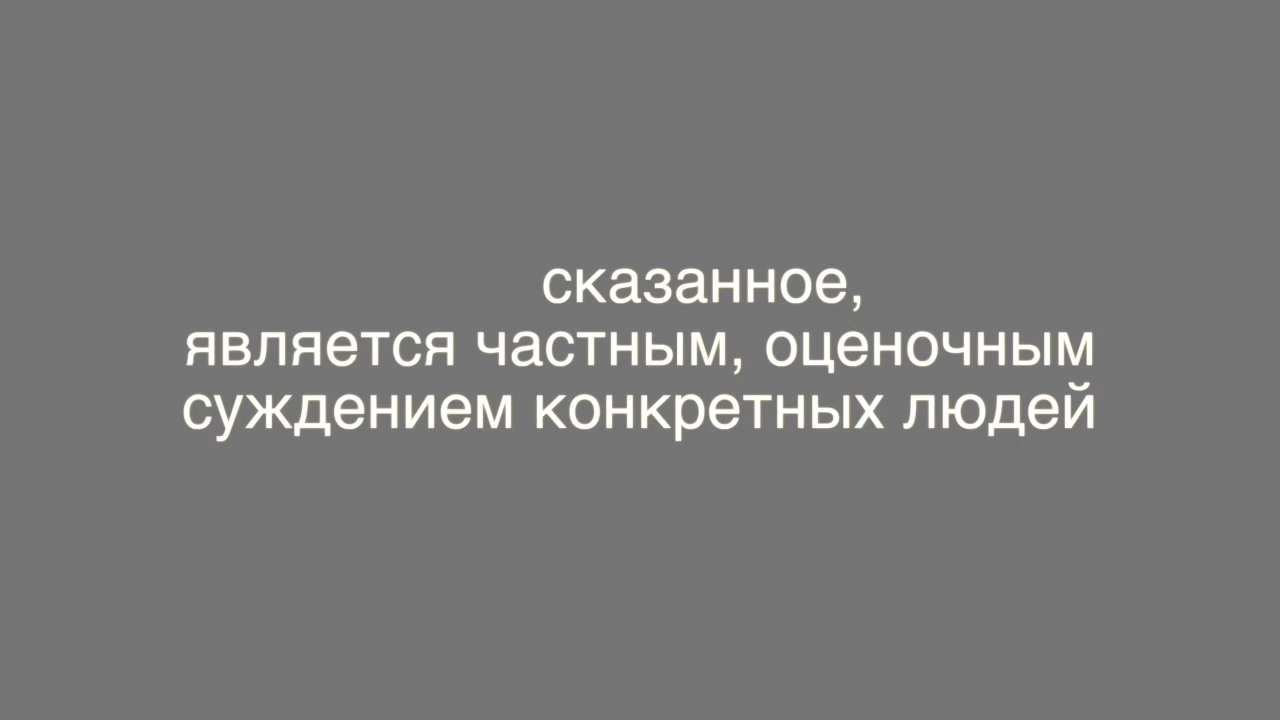 сказанное,
является частным, оценочным
суждением конкретных людей